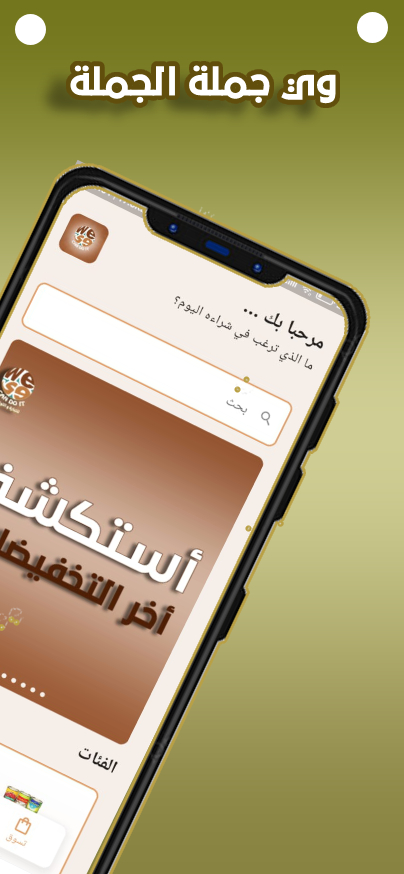 وي جملة الجملة
مرحبا بك ...
ما الذي ترغب في شراءه اليوم؟
بحث
أستكشف
أخر التخفيضا
الفئات
تسوق